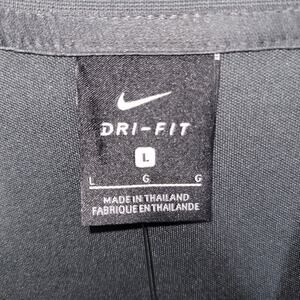 DRI-FIT
L
L G G
MADE IN THAILAND
FABRIQUE EN THAILANDE